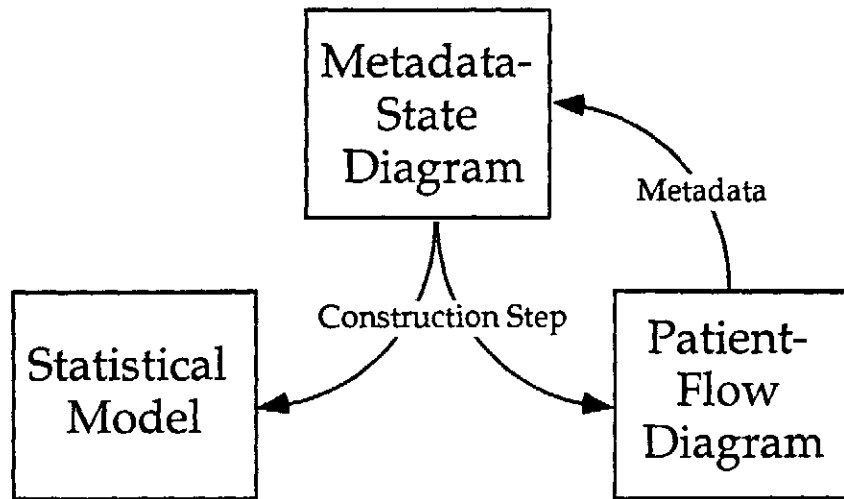 Metadata-
State
Diagram
Metadata
Construction Step
Statistical
Model
Patient-
Flow
Diagram